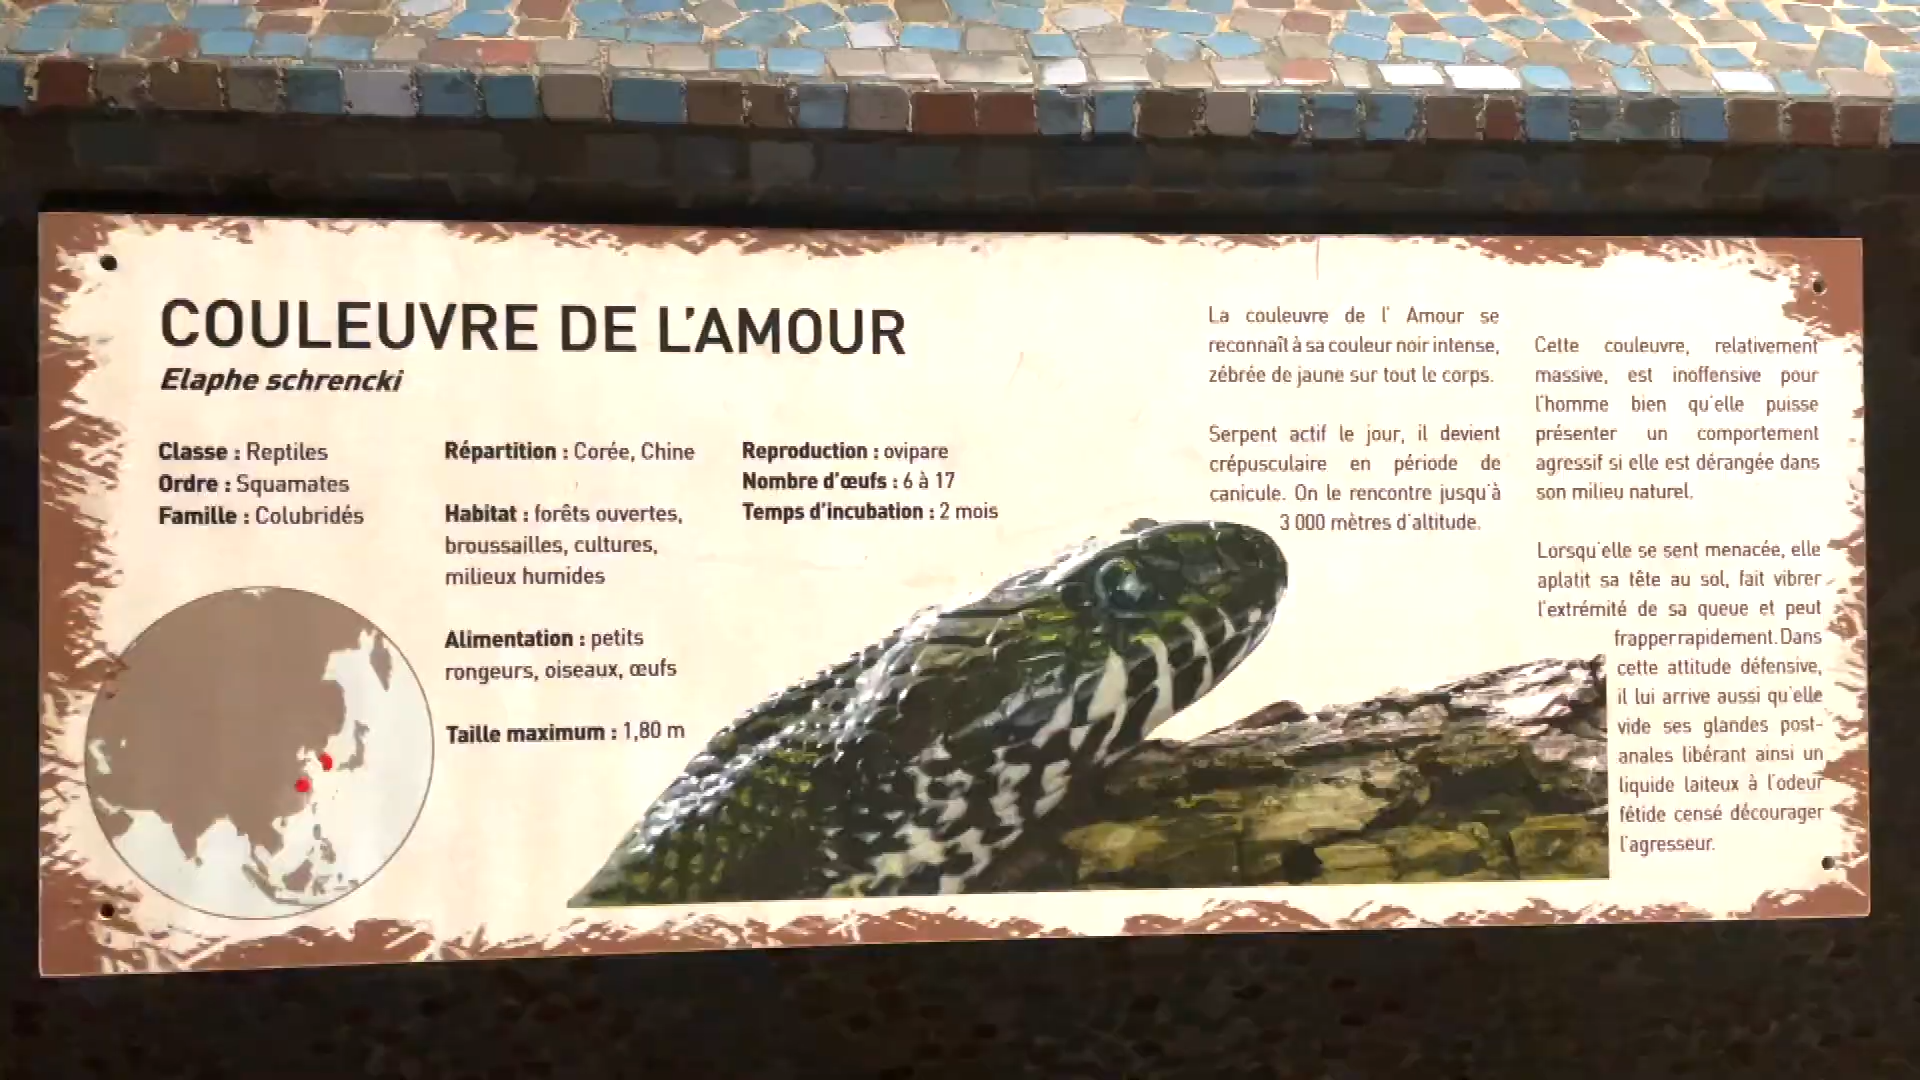 COULEUVRE DE L'AMOUR
Elaphe schrencki
Classe : Reptiles
Ordre : Squamates
Famille : Colubridés
Répartition : Corée, Chine
Habitat : forêts ouvertes,
broussailles, cultures,
milieux humides
Alimentation : petits
rongeurs, oiseaux, œufs
Taille maximum : 1,80 m
Reproduction : ovipare
Nombre d'œufs : 6 à 17
Temps d'incubation : 2 mois
La couleuvre de l' Amour se
reconnaît à sa couleur noir intense,
zébrée de jaune sur tout le corps.
Serpent actif le jour, il devient
crépusculaire en période de
canicule. On le rencontre jusqu'à
3 000 mètres d'altitude.
Cette couleuvre, relativement
massive, est inoffensive pour
l'homme bien qu'elle puisse
présenter un comportement
agressif si elle est dérangée dans
son milieu naturel.
Lorsqu'elle se sent menacée, elle
aplatit sa tête au sol, fait vibrer
l'extrémité de sa queue et peut
frapper rapidement. Dans
cette attitude défensive,
il lui arrive aussi qu'elle
vide ses glandes post-
anales libérant ainsi un
liquide laiteux à l'odeur
fétide censé décourager
l'agresseur.